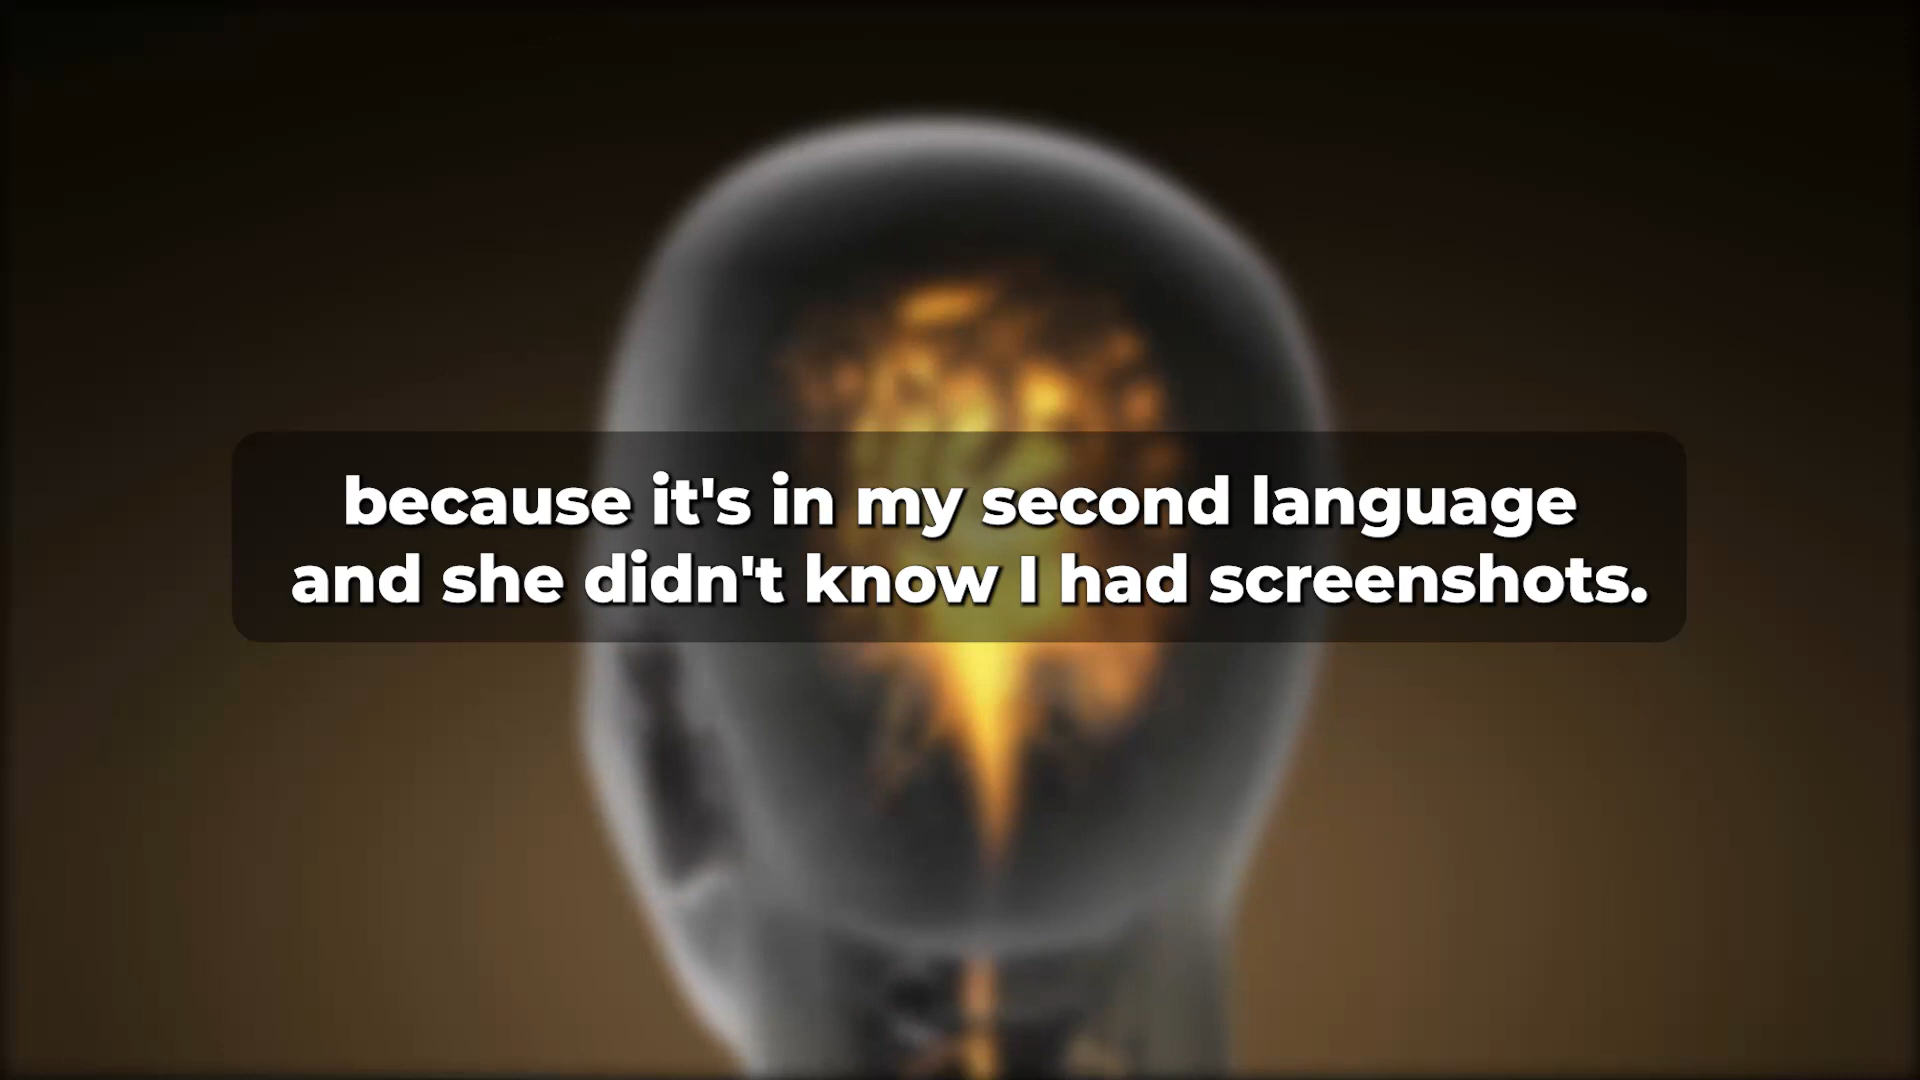 because it's in my second language
and she didn't know I had screenshots.